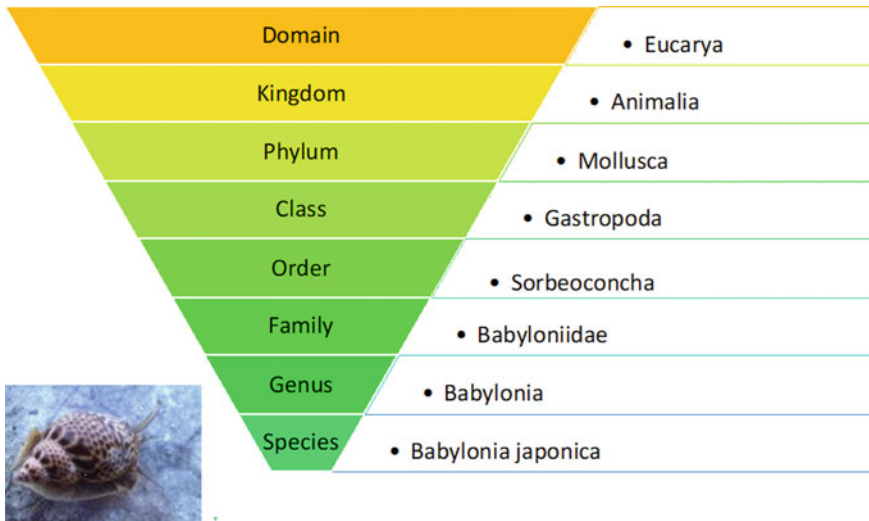 Domain
• Eucarya
Kingdom
• Animalia
Phylum
• Mollusca
Class
• Gastropoda
Order
• Sorbeoconcha
Family
• Babyloniidae
Genus
• Babylonia
Species
• Babylonia japonica